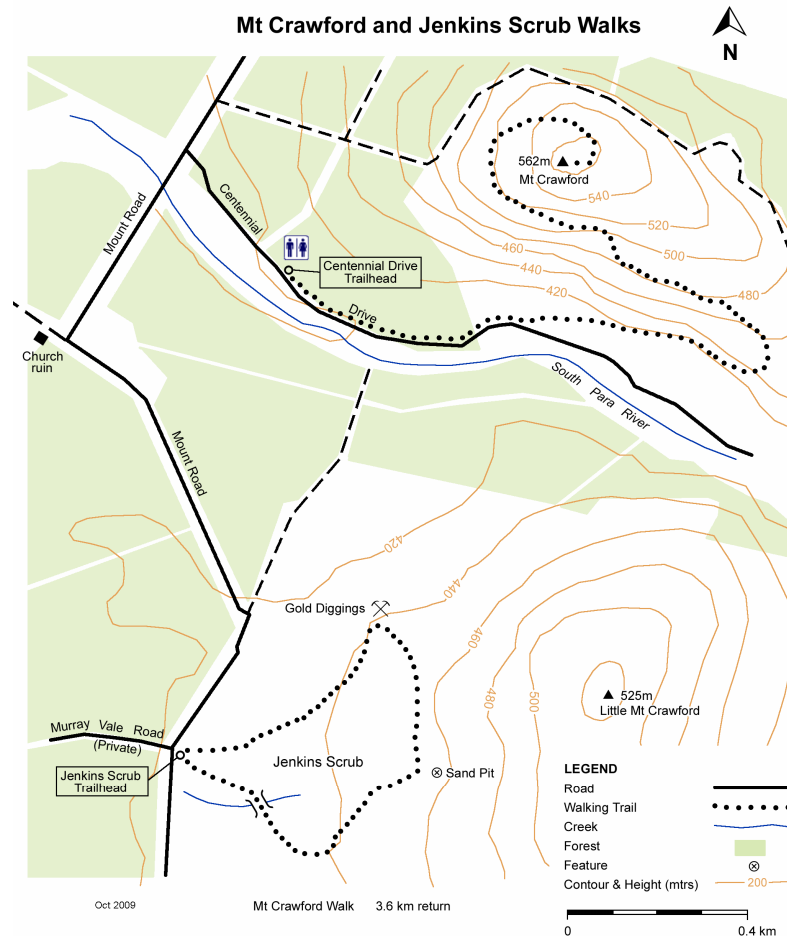 Mt Crawford and Jenkins Scrub Walks
N
562m
Mt Crawford
540
520
500
480
460
440
420
Centennial
Drive
Mount Road
Centennial Drive
Trailhead
Church
ruin
South Para River
Mount Road
420
440
460
480
500
Gold Diggings
525m
Little Mt Crawford
Murray Vale Road
(Private)
Jenkins Scrub
Sand Pit
Jenkins Scrub
Trailhead
LEGEND
Road
Walking Trail
Creek
Forest
Feature
Contour & Height (mtrs)
200
Oct 2009
Mt Crawford Walk 3.6 km return
0
0.4 km